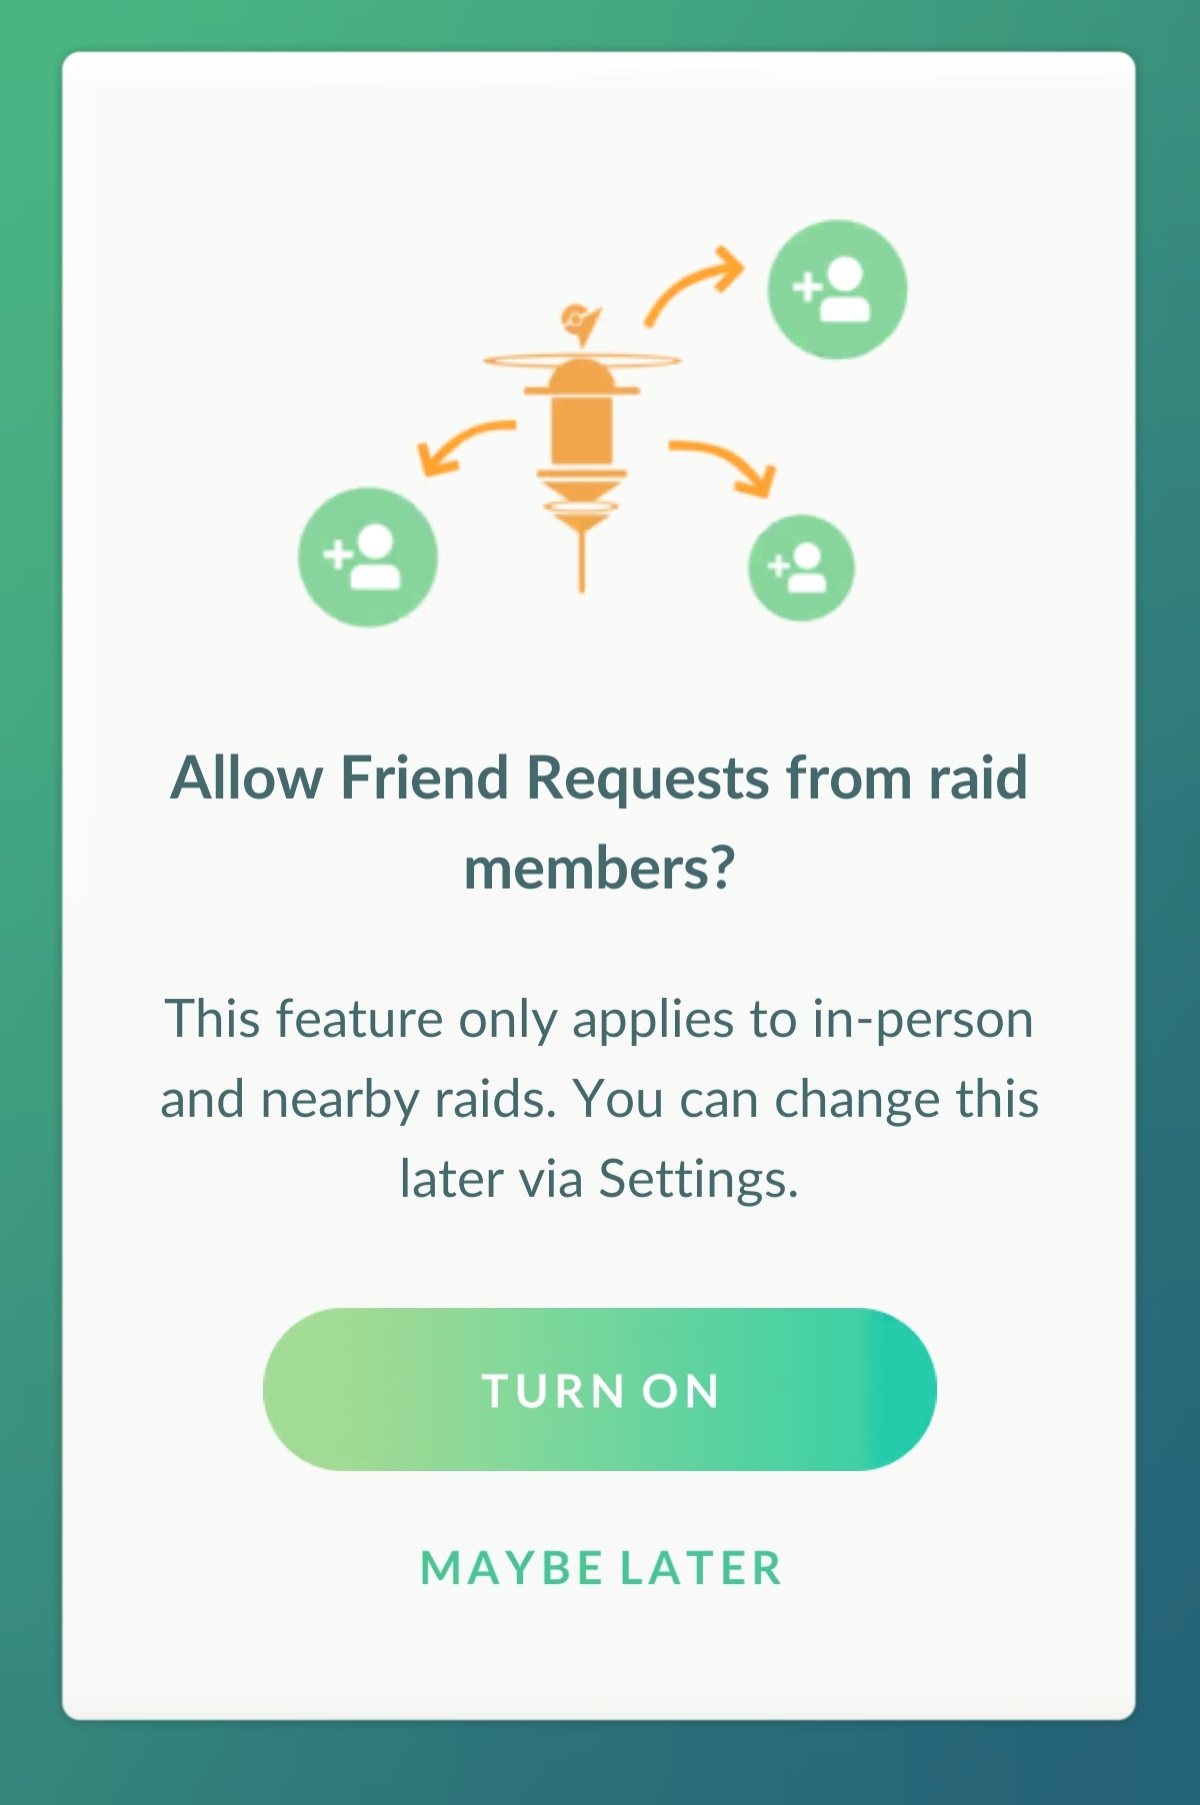 Allow Friend Requests from raid
members?
This feature only applies to in-person
and nearby raids. You can change this
later via Settings.
TURN ON
MAYBE LATER